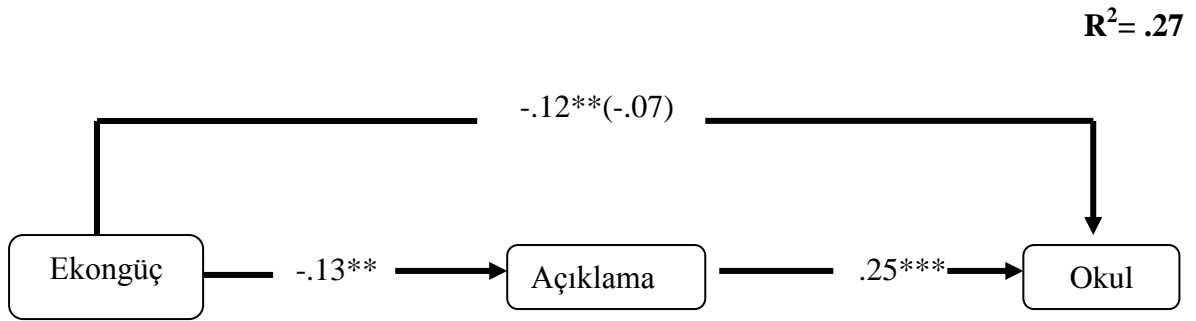 R²= .27
-.12**(-.07)
Ekongüç
-.13**
Açıklama
.25***
Okul